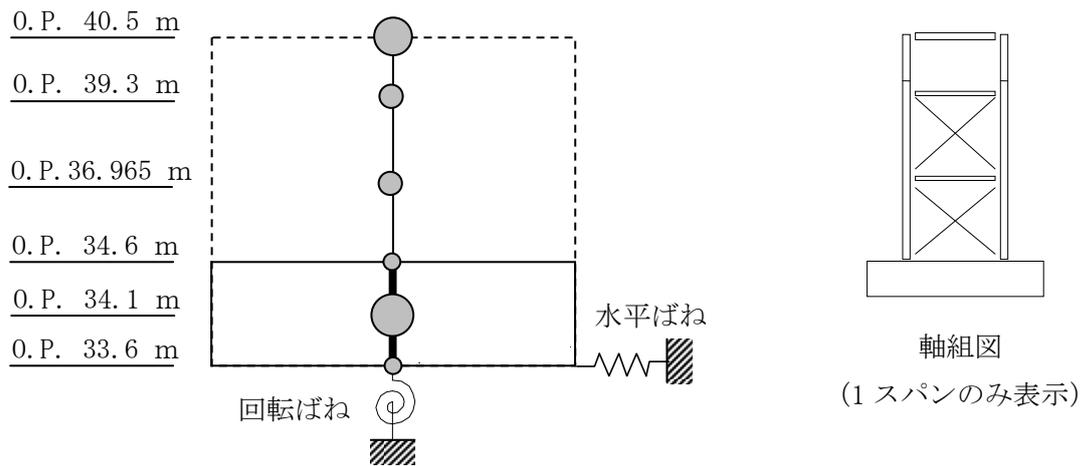 O.P. 40.5 m
O.P. 39.3 m
O.P.36.965 m
O.P. 34.6 m
O.P. 34.1 m
O.P. 33.6 m
水平ばね
回転ばね
軸組図
(1 スパンのみ表示)